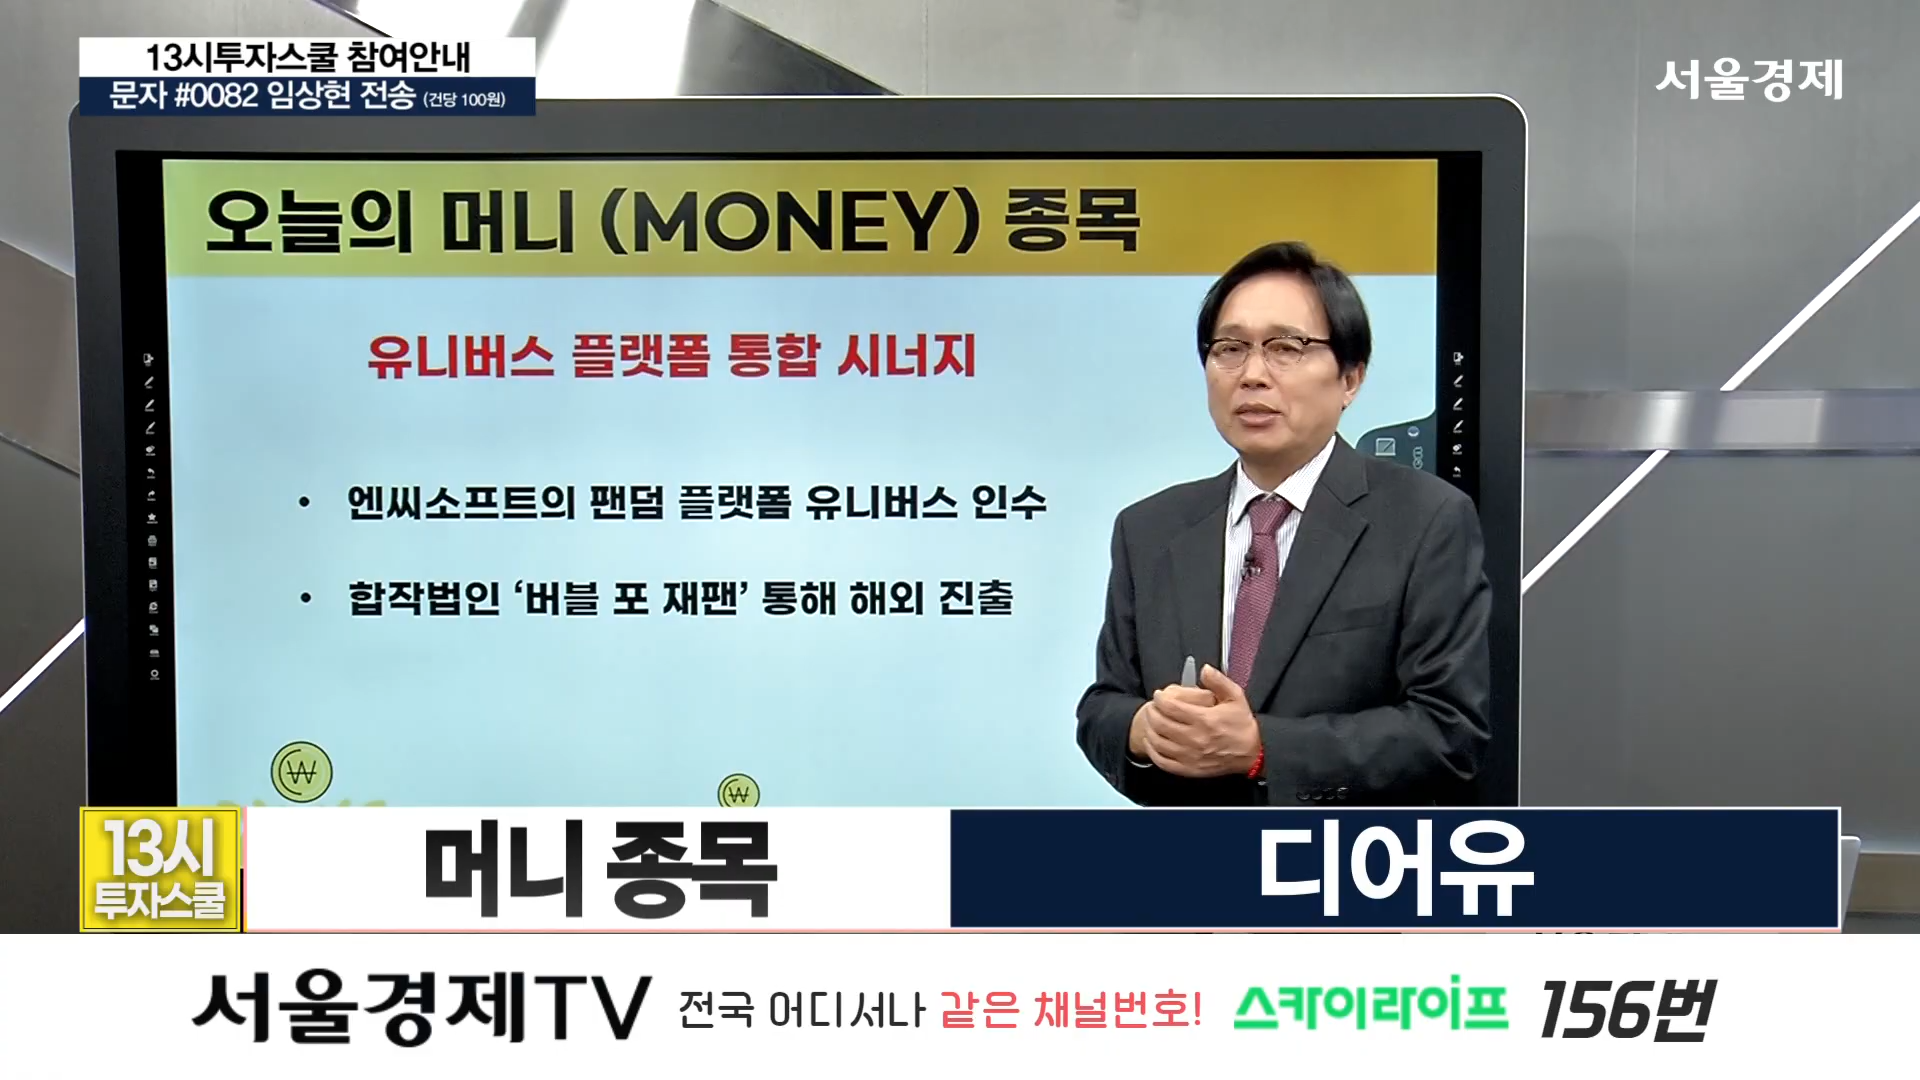 13시투자스쿨 참여안내
문자 #0082 임상현 전송 (건당 100원)
서울경제
오늘의 머니 (MONEY) 종목
유니버스 플랫폼 통합 시너지
• 엔씨소프트의 팬덤 플랫폼 유니버스 인수
• 합작법인 ‘버블 포 재팬’ 통해 해외 진출
13시
투자스쿨
머니 종목
디어유
서울경제TV 전국 어디서나 같은 채널번호! 스카이라이프 156번